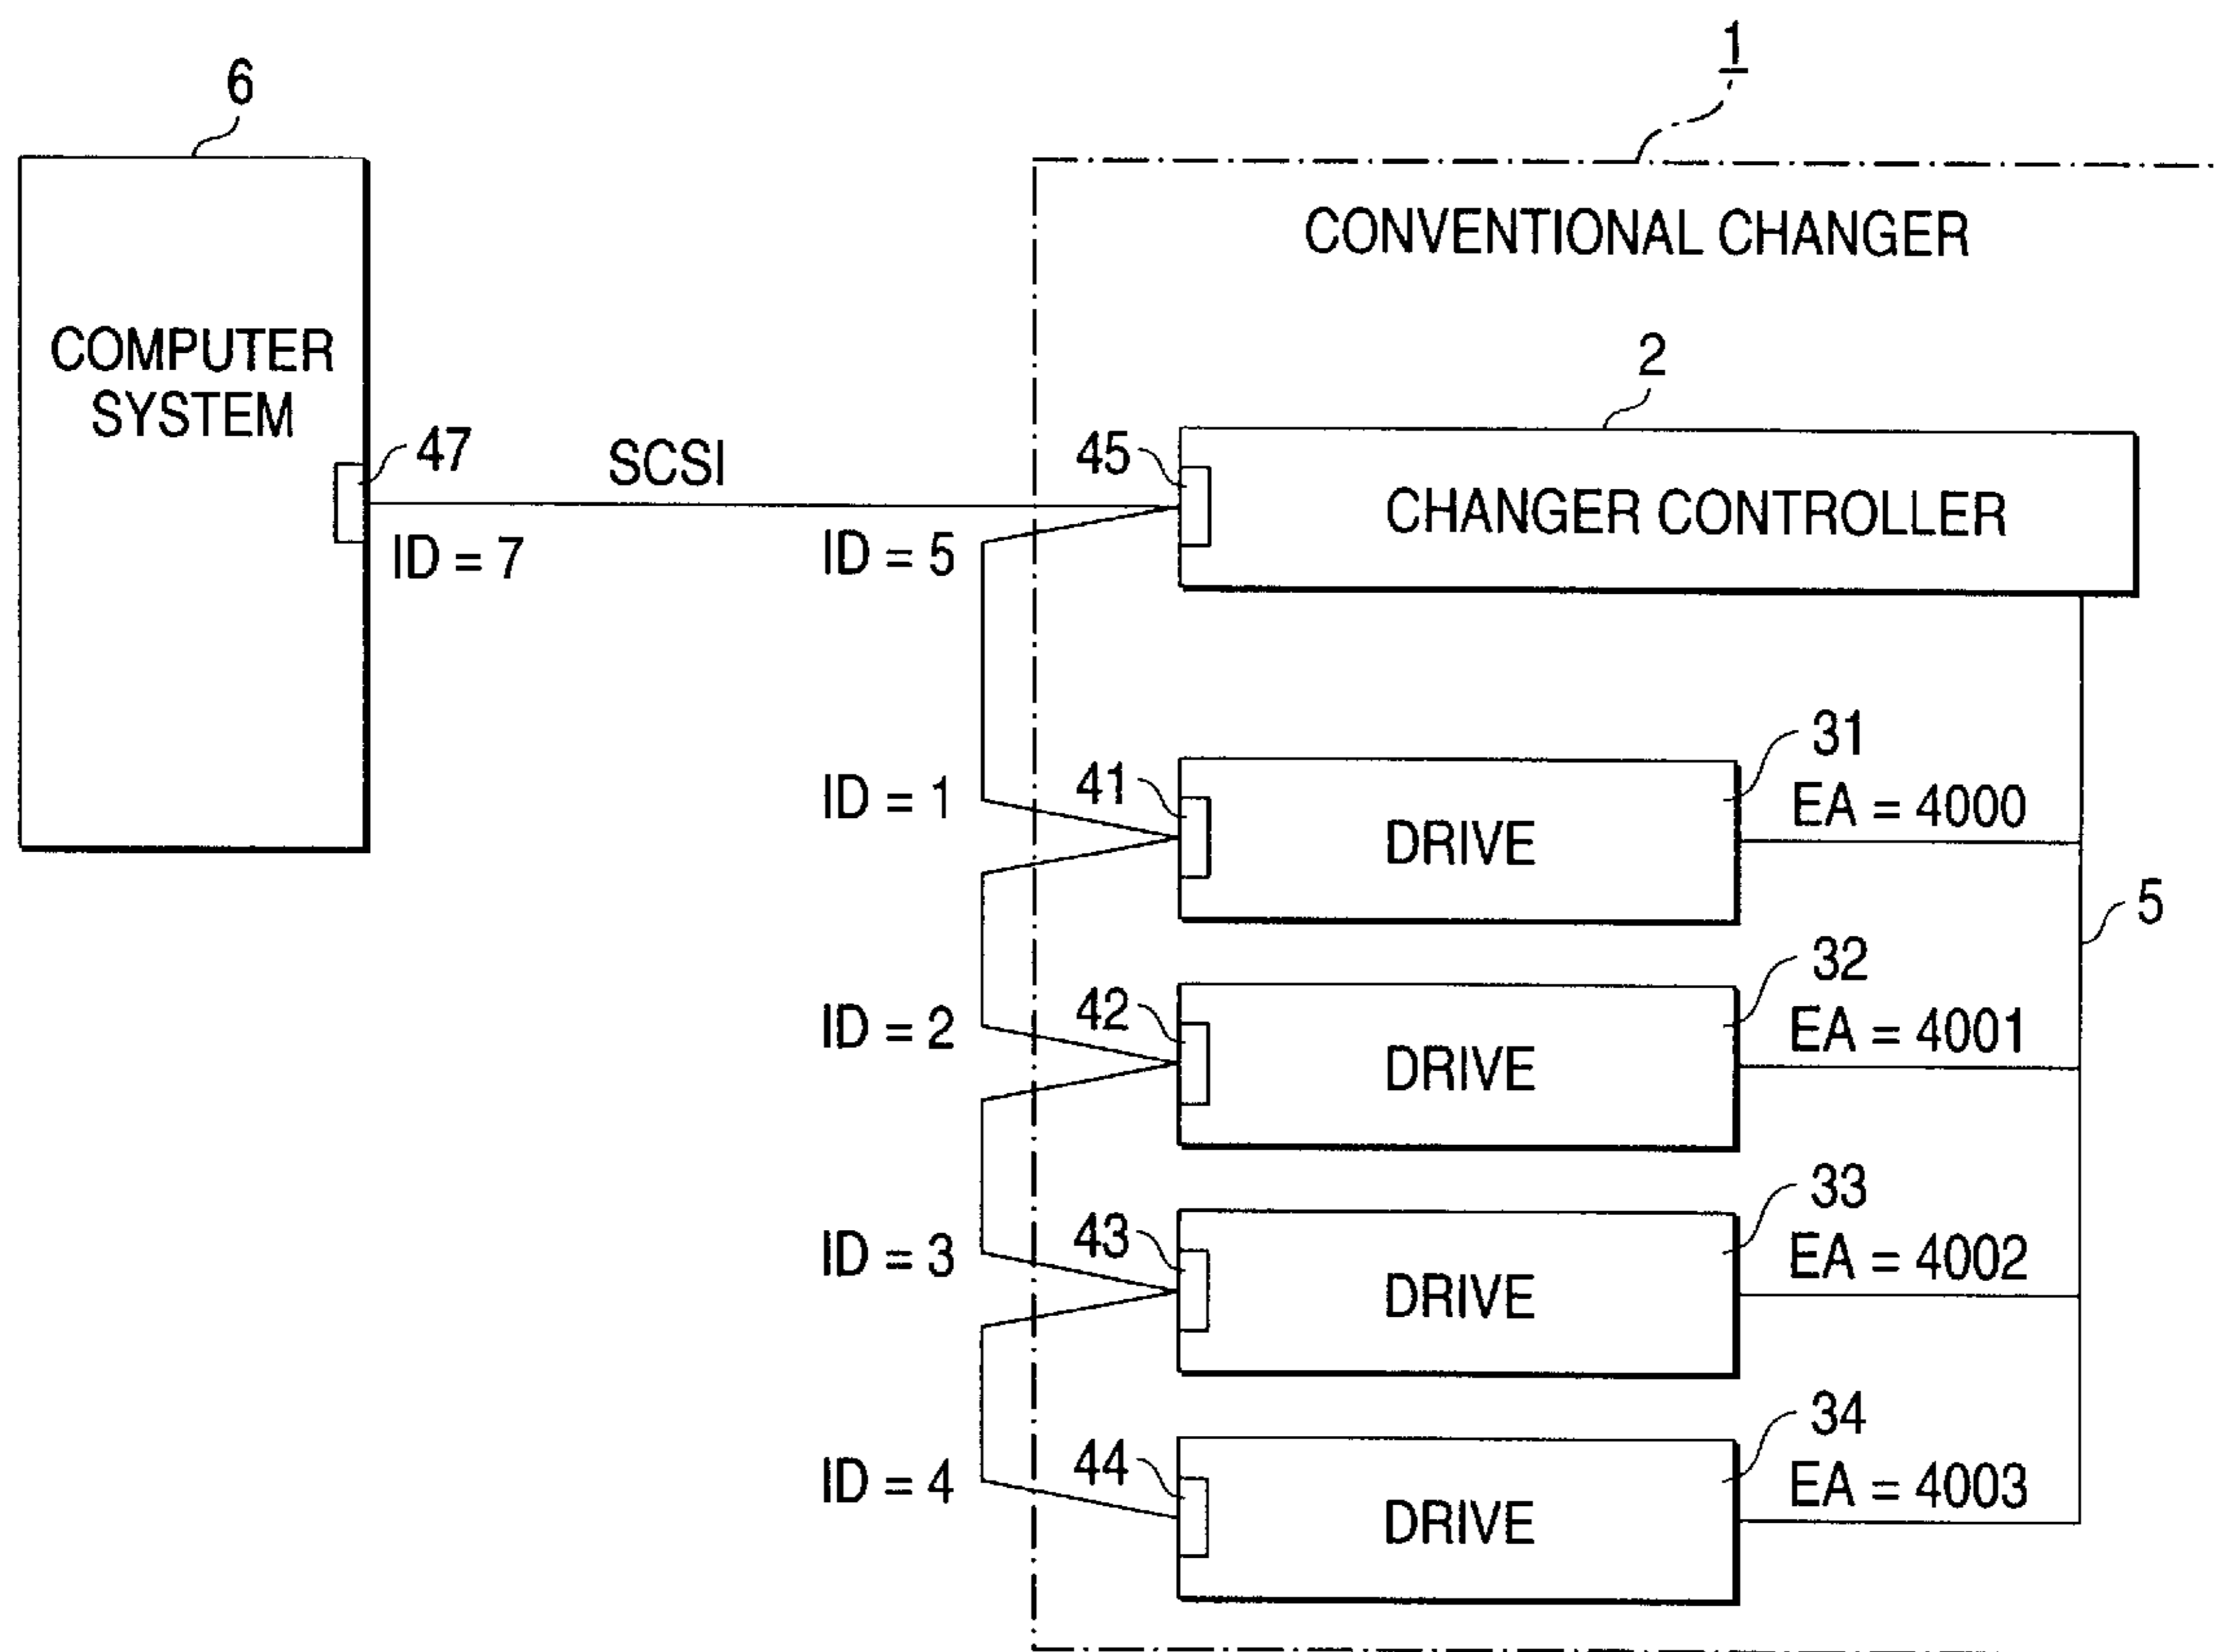 1
6
CONVENTIONAL CHANGER
COMPUTER
SYSTEM
2
47
SCSI
45
CHANGER CONTROLLER
ID = 7
ID = 5
31
ID = 1
41
EA = 4000
DRIVE
5
32
ID = 2
42
EA = 4001
DRIVE
33
ID = 3
43
EA = 4002
DRIVE
34
ID = 4
44
EA = 4003
DRIVE